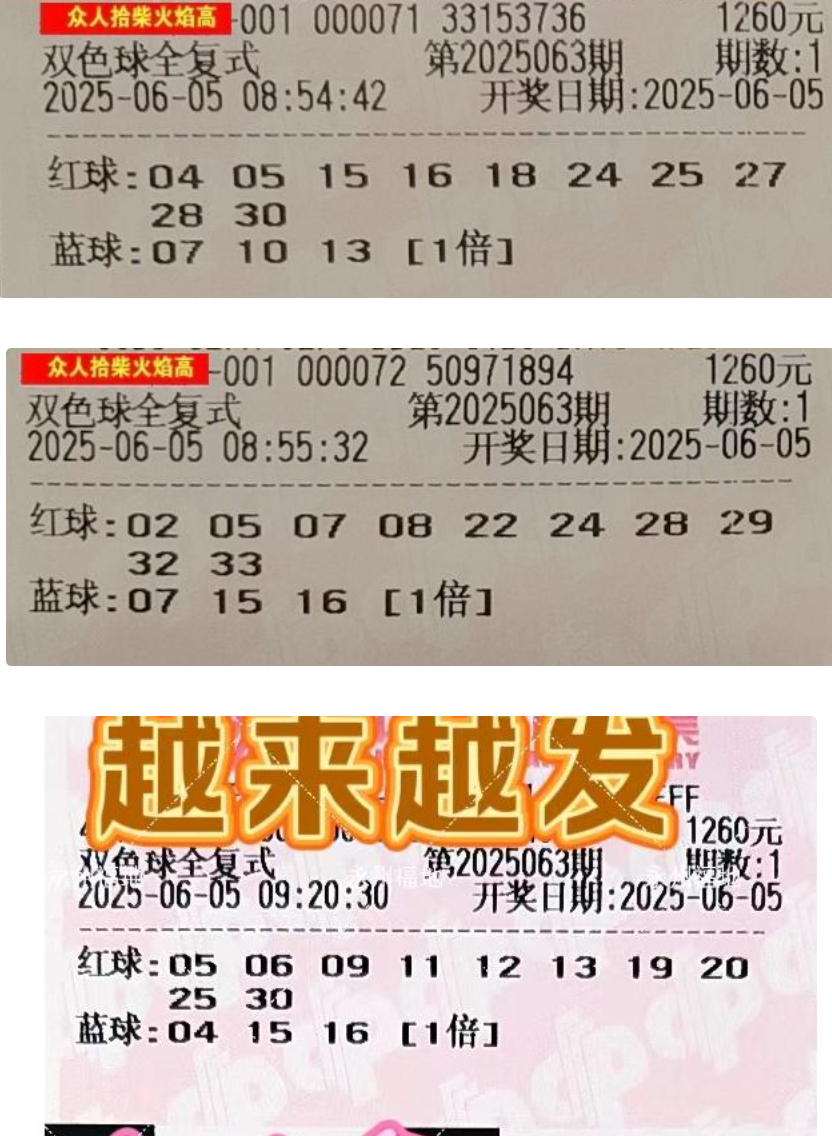 众人拾柴火焰高 -001 000071 33153736 1260元
双色球全复式 第2025063期 期数:1
2025-06-05 08:54:42 开奖日期:2025-06-05
红球:04 05 15 16 18 24 25 27
28 30
蓝球:07 10 13 [1倍]
众人拾柴火焰高 -001 000072 50971894 1260元
双色球全复式 第2025063期 期数:1
2025-06-05 08:55:32 开奖日期:2025-06-05
红球:02 05 07 08 22 24 28 29
32 33
蓝球:07 15 16 [1倍]
越来越发
1260元
双色球全复式 第2025063期 期数:1
2025-06-05 09:20:30 开奖日期:2025-06-05
红球:05 06 09 11 12 13 19 20
25 30
蓝球:04 15 16 [1倍]